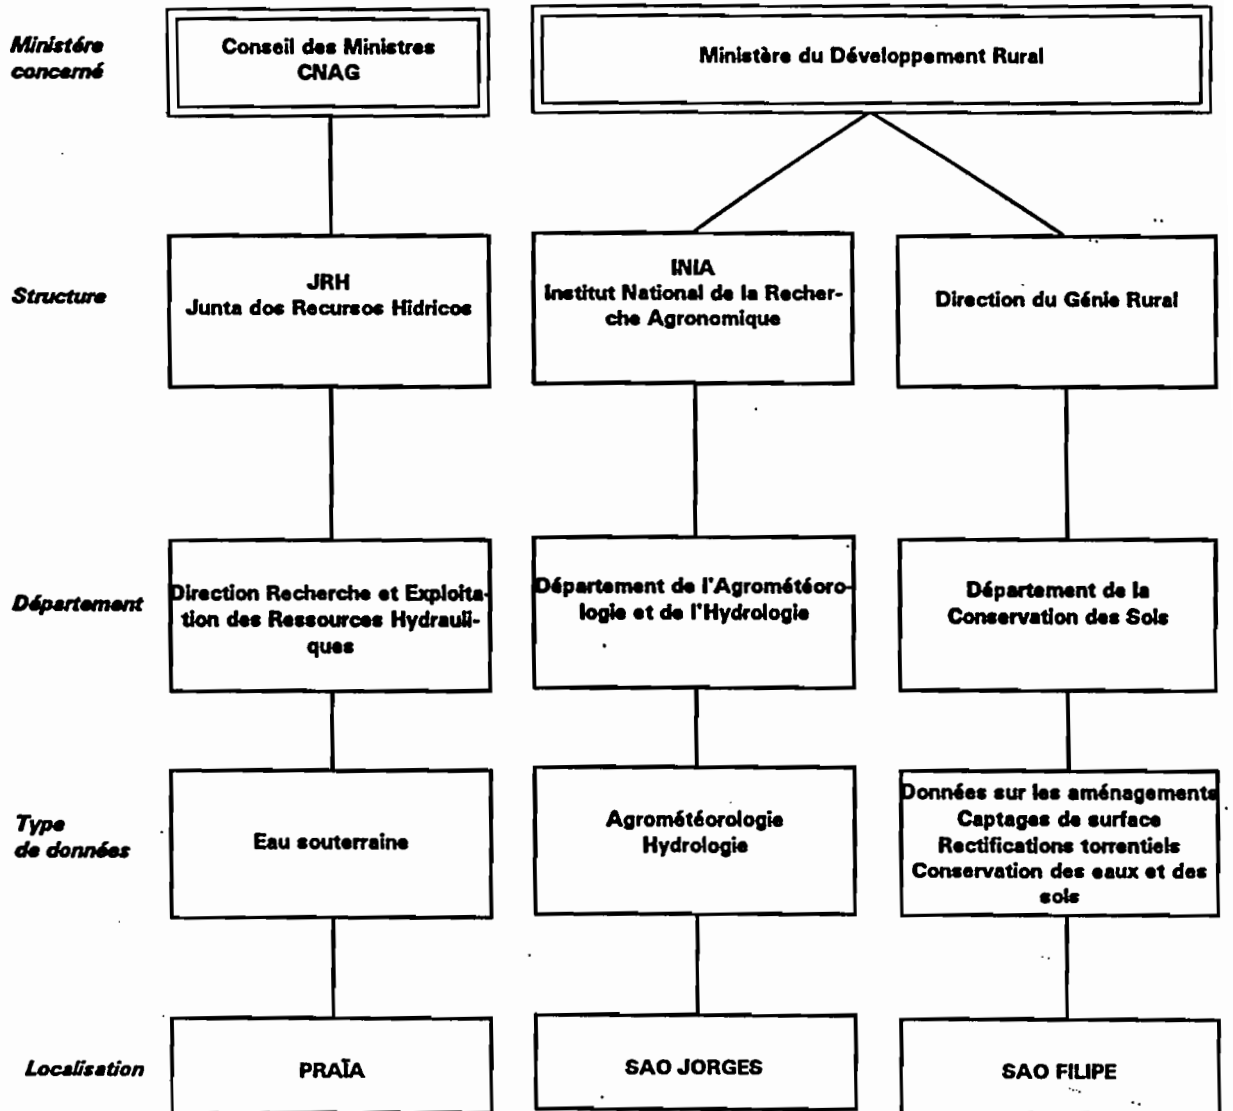 Ministére
concerné
Conseil des Ministres
CNAG
Ministère du Développement Rural
Structure
JRH
Junta dos Recursos Hidricos
INIA
Institut National de la Recher-
che Agronomique
Direction du Génie Rural
Département
Direction Recherche et Exploita-
tion des Ressources Hydrauli-
ques
Département de l'Agrométéoro-
logie et de l'Hydrologie
Département de la
Conservation des Sols
Type
de données
Eau souterraine
Agrométéorologie
Hydrologie
Données sur les aménagements
Captages de surface
Rectifications torrentiels
Conservation des eaux et des
sols
Localisation
PRAÏA
SAO JORGES
SAO FILIPE